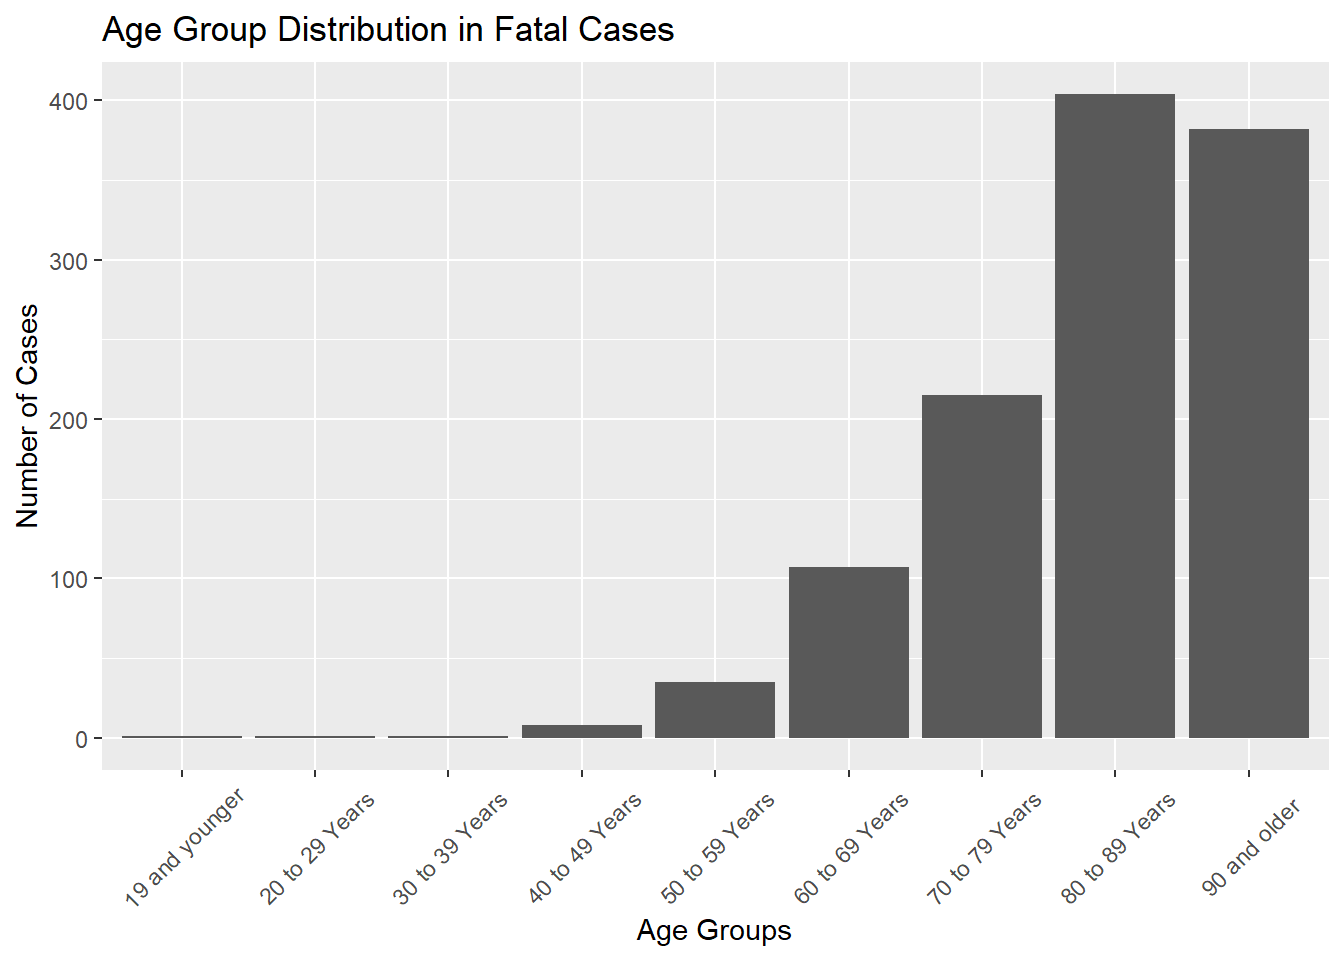 Age Group Distribution in Fatal Cases
Number of Cases
400
300
200
100
0
19 and younger
20 to 29 Years
30 to 39 Years
40 to 49 Years
50 to 59 Years
60 to 69 Years
70 to 79 Years
80 to 89 Years
90 and older
Age Groups